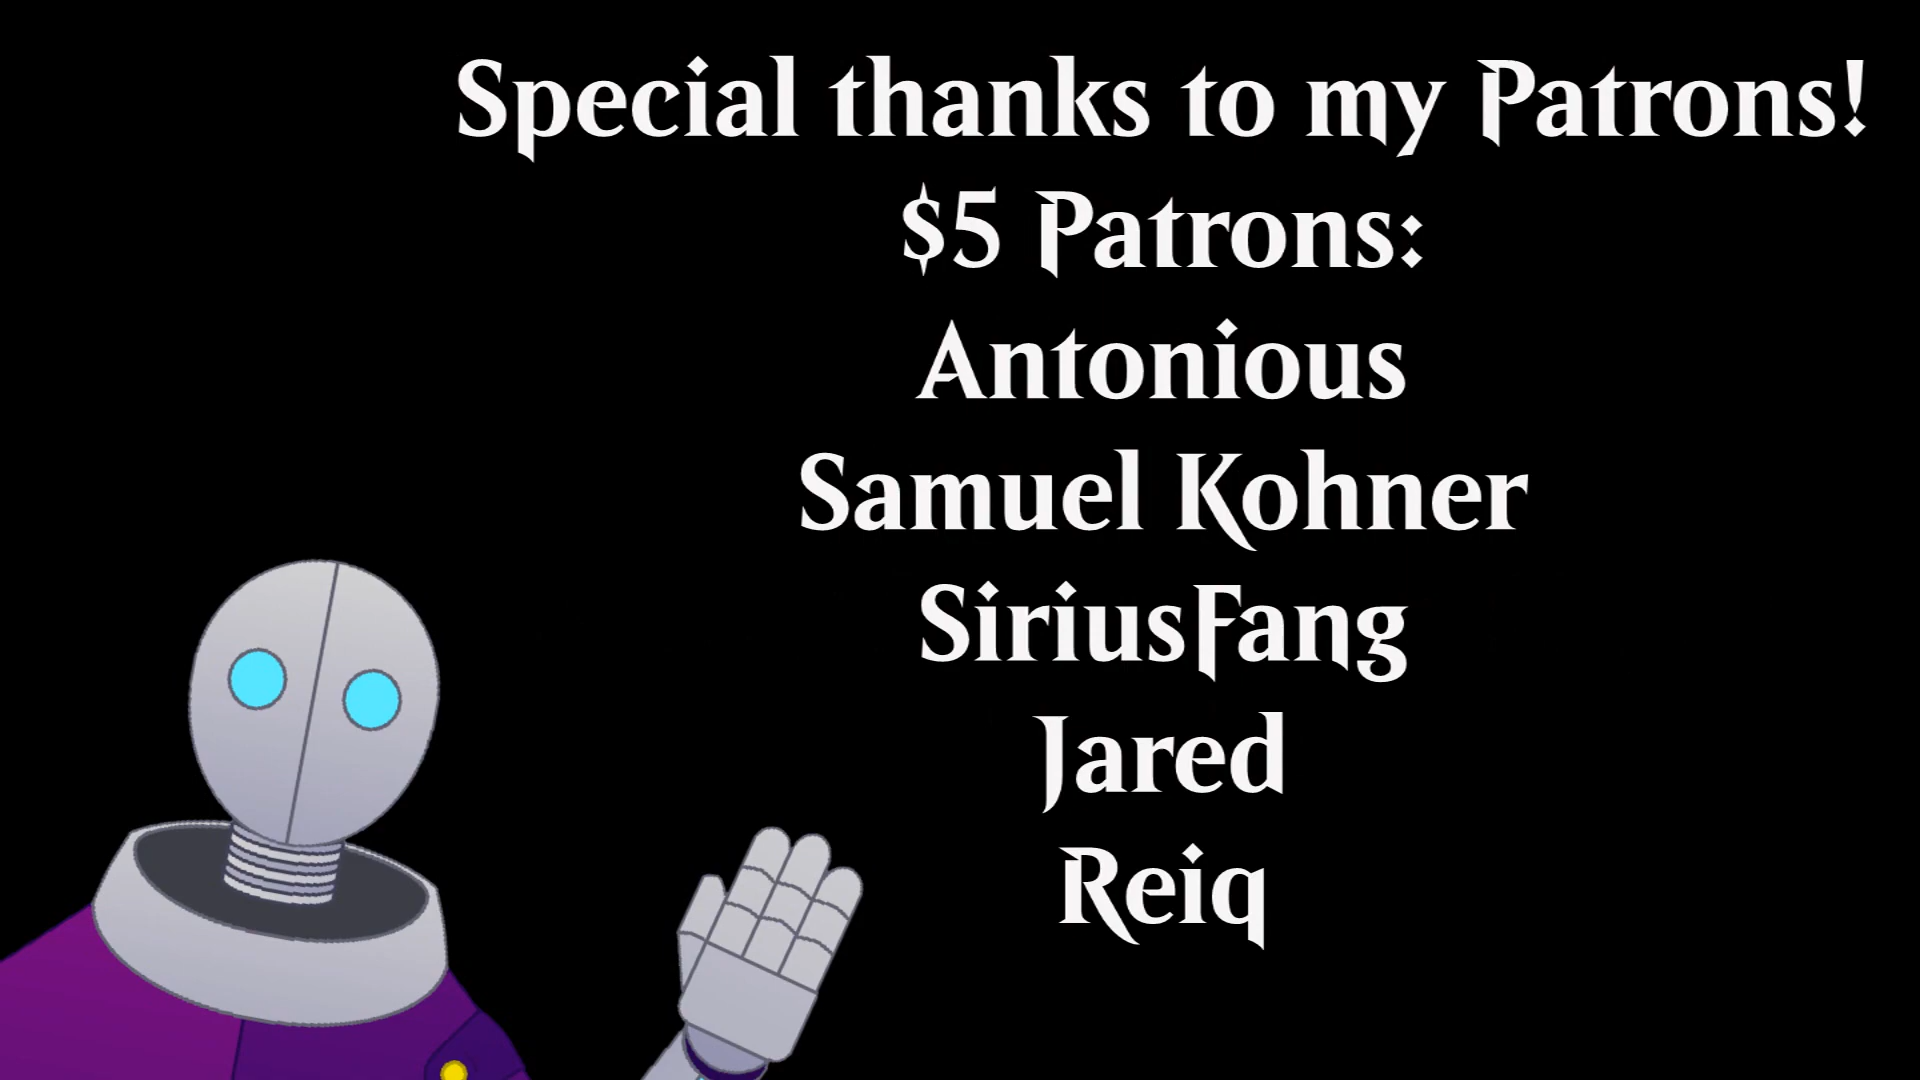 Special thanks to my Patrons!
$5 Patrons:
Antonious
Samuel Kohner
SiriusFang
Jared
Reiq